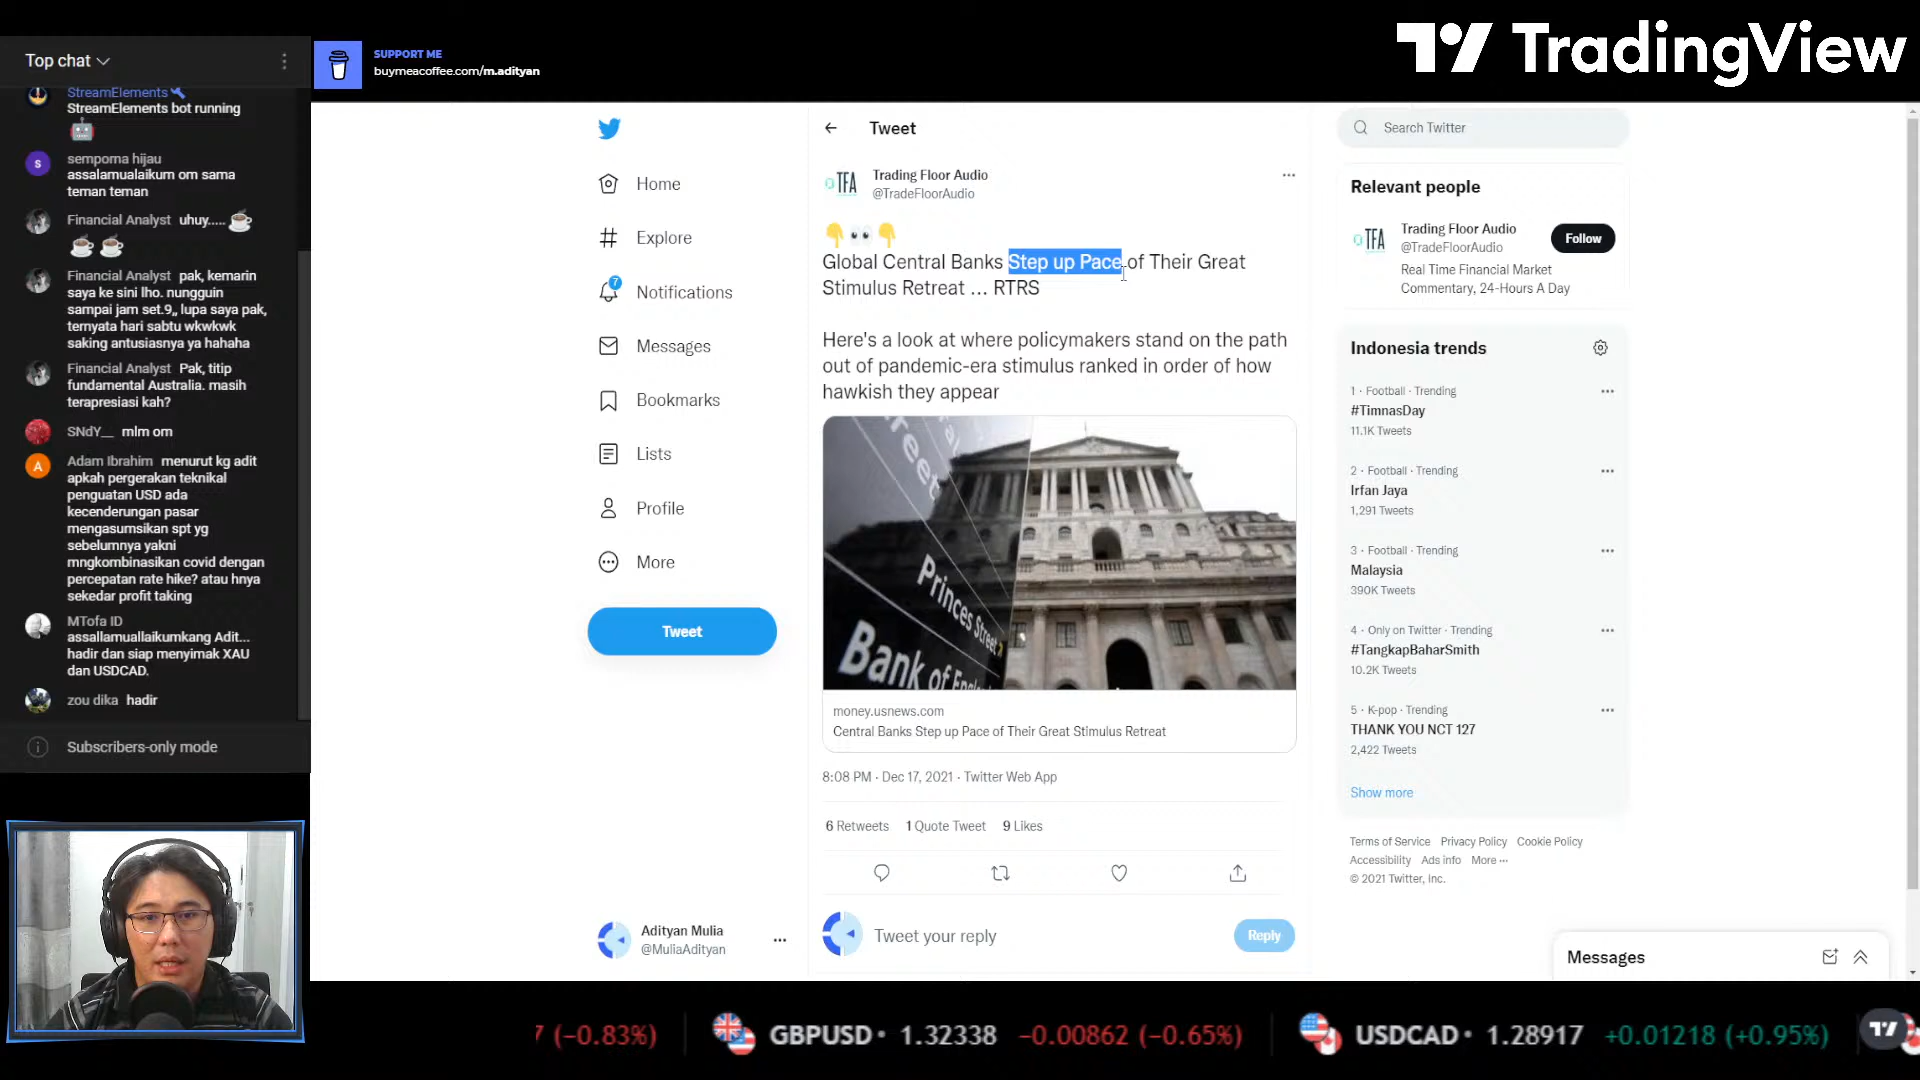 Top chat
StreamElements
StreamElements bot running
semporna hijau
assalamualaikum om sama
teman teman
Financial Analyst uhuy.....
Financial Analyst pak, kemarin
saya ke sini lho. nungguin
sampai jam set.9,, lupa saya pak,
ternyata hari sabtu wkwkwk
saking antusiasnya ya hahaha
Financial Analyst Pak, titip
fundamental Australia. masih
terapresiasi kah?
SNdY__ mlm om
Adam Ibrahim menurut kg adit
apkah pergerakan teknikal
penguatan USD ada
kecenderungan pasar
mengasumsikan spt yg
sebelumnya yakni
mngkombinasikan covid dengan
percepatan rate hike? atau hnya
sekedar profit taking
MTofa ID
assallamuallaikumkang Adit...
hadir dan siap menyimak XAU
dan USDCAD.
zou dika hadir
Subscribers-only mode
SUPPORT ME
buymeacoffee.com/m.adityan
TradingView
Home
Explore
7
Notifications
Messages
Bookmarks
Lists
Profile
More
Tweet
Adityan Mulia
@MuliaAdityan
Tweet
TFA
Trading Floor Audio
@TradeFloorAudio
Global Central Banks Step up Pace of Their Great
Stimulus Retreat ... RTRS
Here's a look at where policymakers stand on the path
out of pandemic-era stimulus ranked in order of how
hawkish they appear
Princes Street
Bank of
money.usnews.com
Central Banks Step up Pace of Their Great Stimulus Retreat
8:08 PM · Dec 17, 2021 · Twitter Web App
6 Retweets 1 Quote Tweet 9 Likes
Tweet your reply
Reply
Search Twitter
Relevant people
TFA
Trading Floor Audio
@TradeFloorAudio
Follow
Real Time Financial Market
Commentary, 24-Hours A Day
Indonesia trends
1 · Football · Trending
#TimnasDay
11.1K Tweets
2 · Football · Trending
Irfan Jaya
1,291 Tweets
3 · Football · Trending
Malaysia
390K Tweets
4 · Only on Twitter · Trending
#TangkapBaharSmith
10.2K Tweets
5 · K-pop · Trending
THANK YOU NCT 127
2,422 Tweets
Show more
Terms of Service Privacy Policy Cookie Policy
Accessibility Ads info More ···
© 2021 Twitter, Inc.
Messages
(−0.83%) GBPUSD 1.32338 −0.00862 (−0.65%) USDCAD 1.28917 +0.01218 (+0.95%)